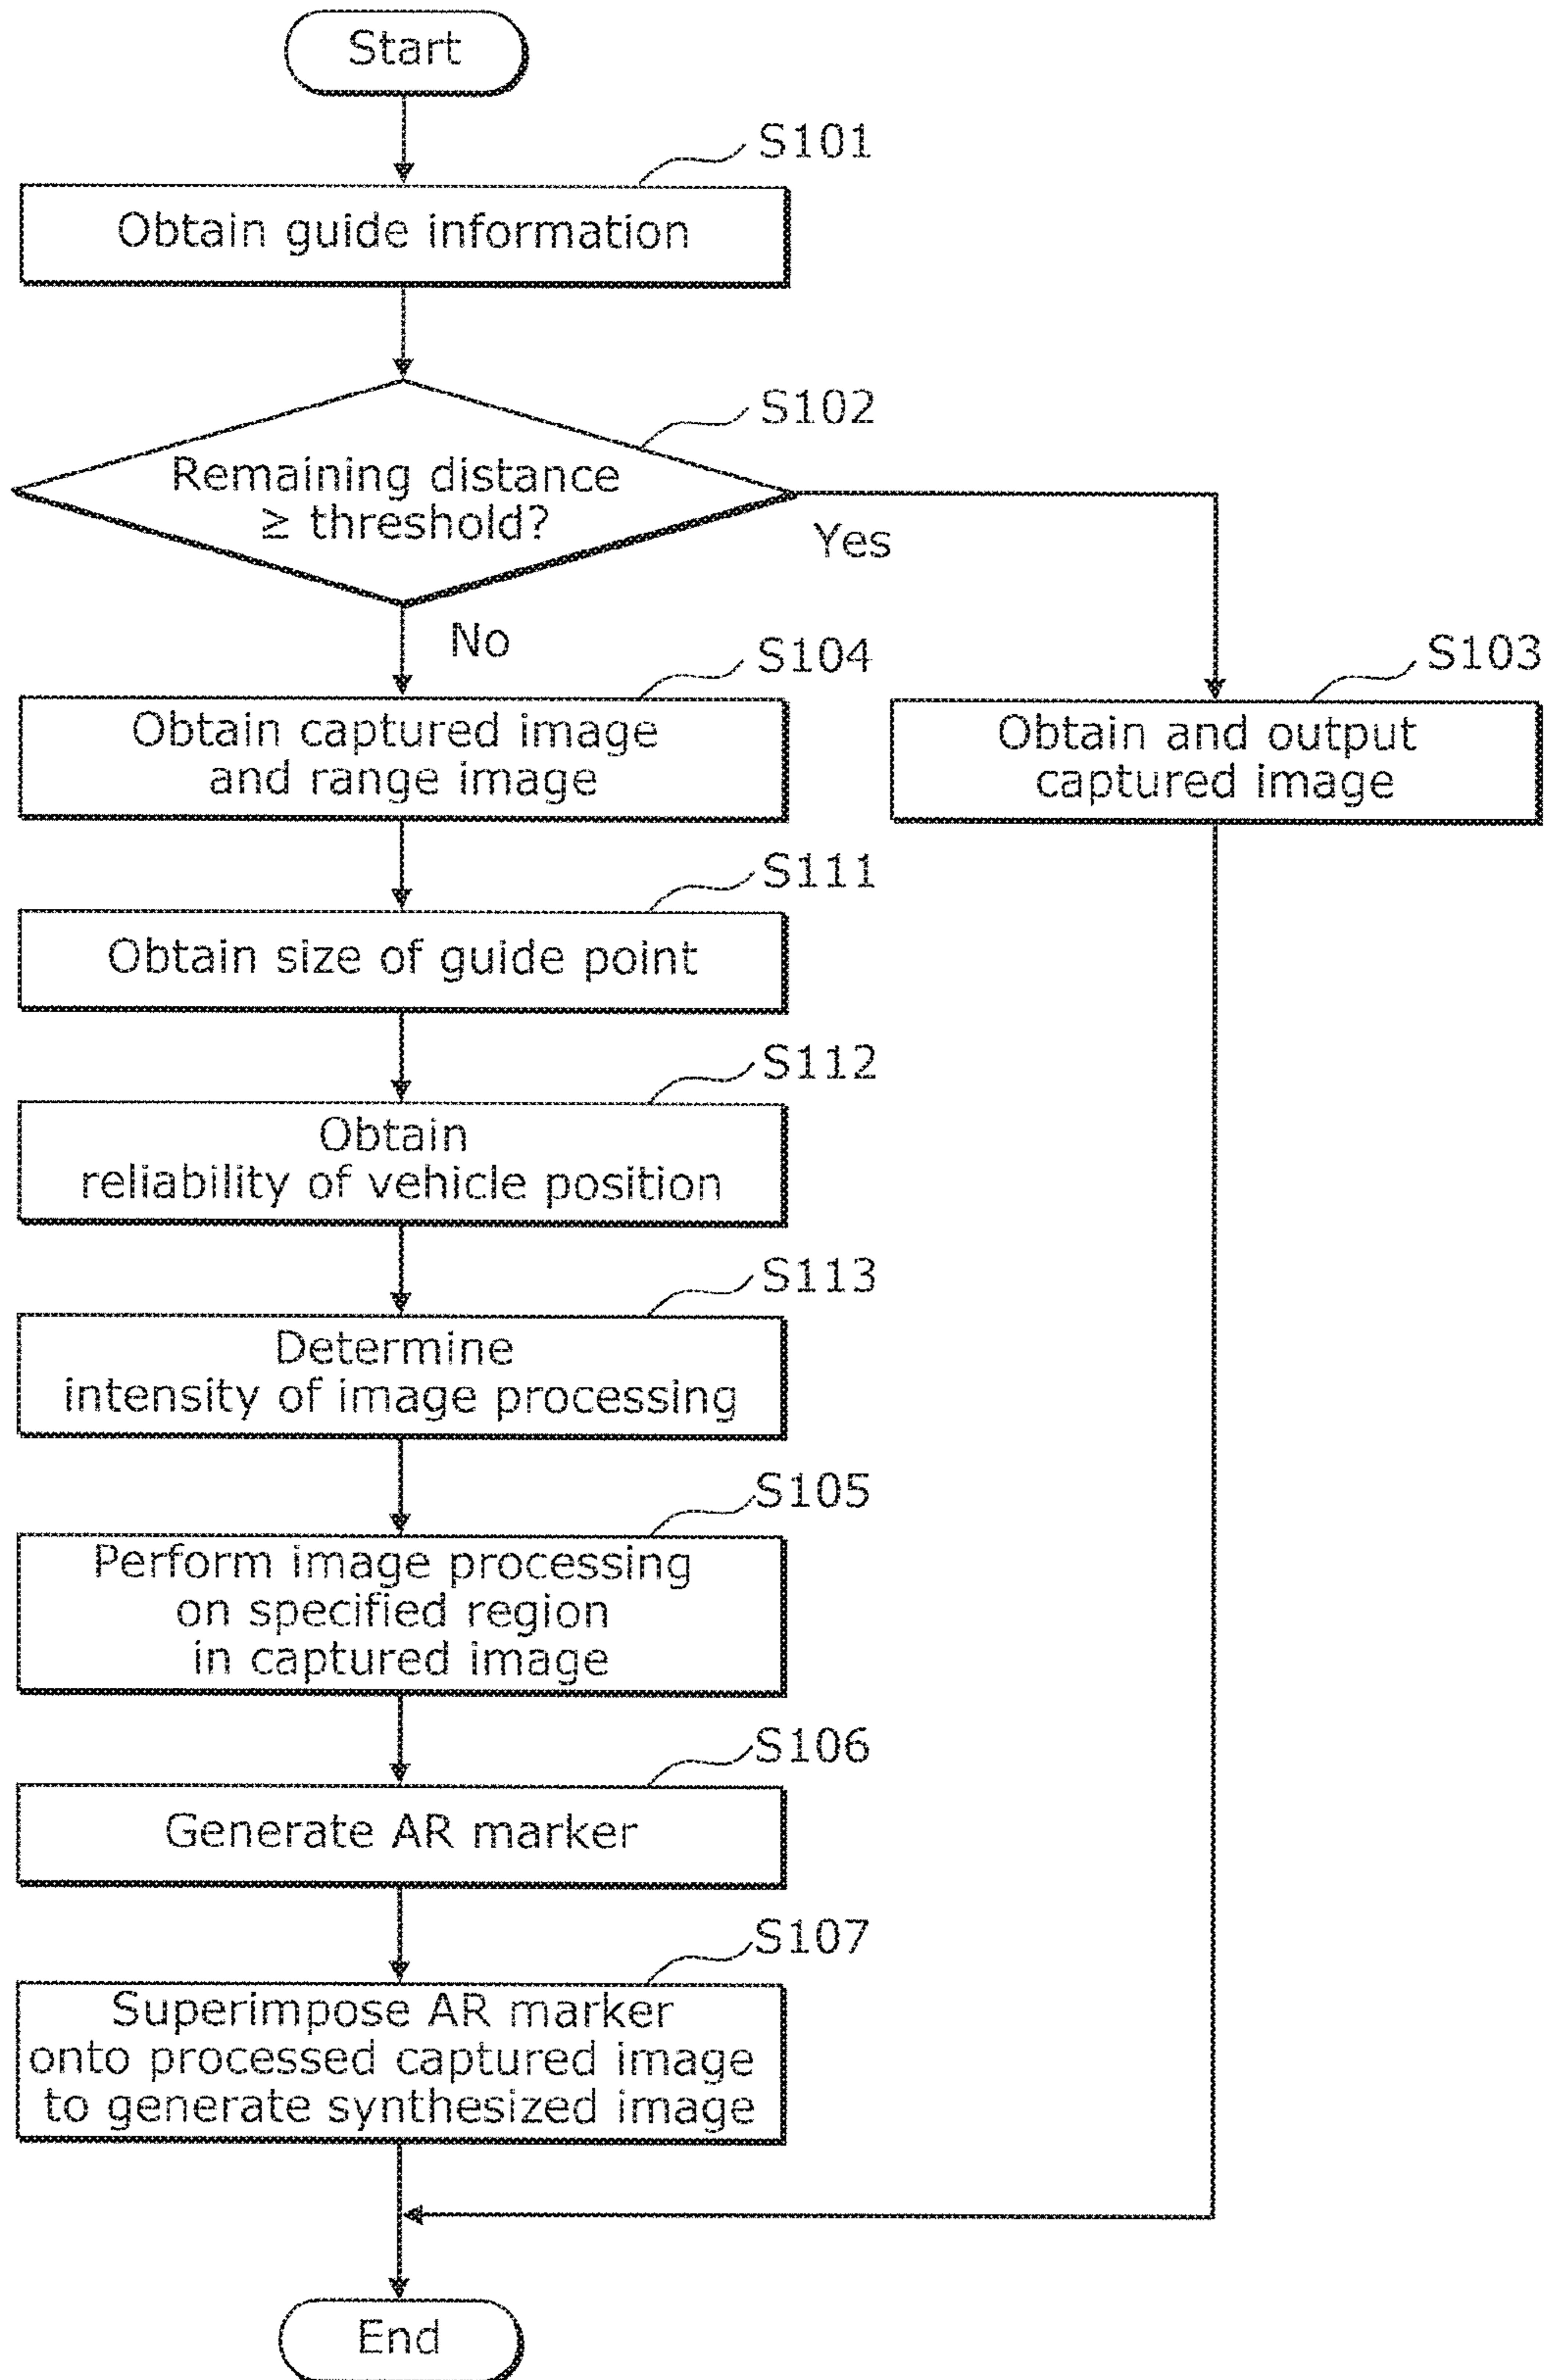 Start
S101
Obtain guide information
S102
Remaining distance
≥ threshold?
Yes
No
S104
Obtain captured image
and range image
S103
Obtain and output
captured image
S111
Obtain size of guide point
S112
Obtain
reliability of vehicle position
S113
Determine
intensity of image processing
S105
Perform image processing
on specified region
in captured image
S106
Generate AR marker
S107
Superimpose AR marker
onto processed captured image
to generate synthesized image
End